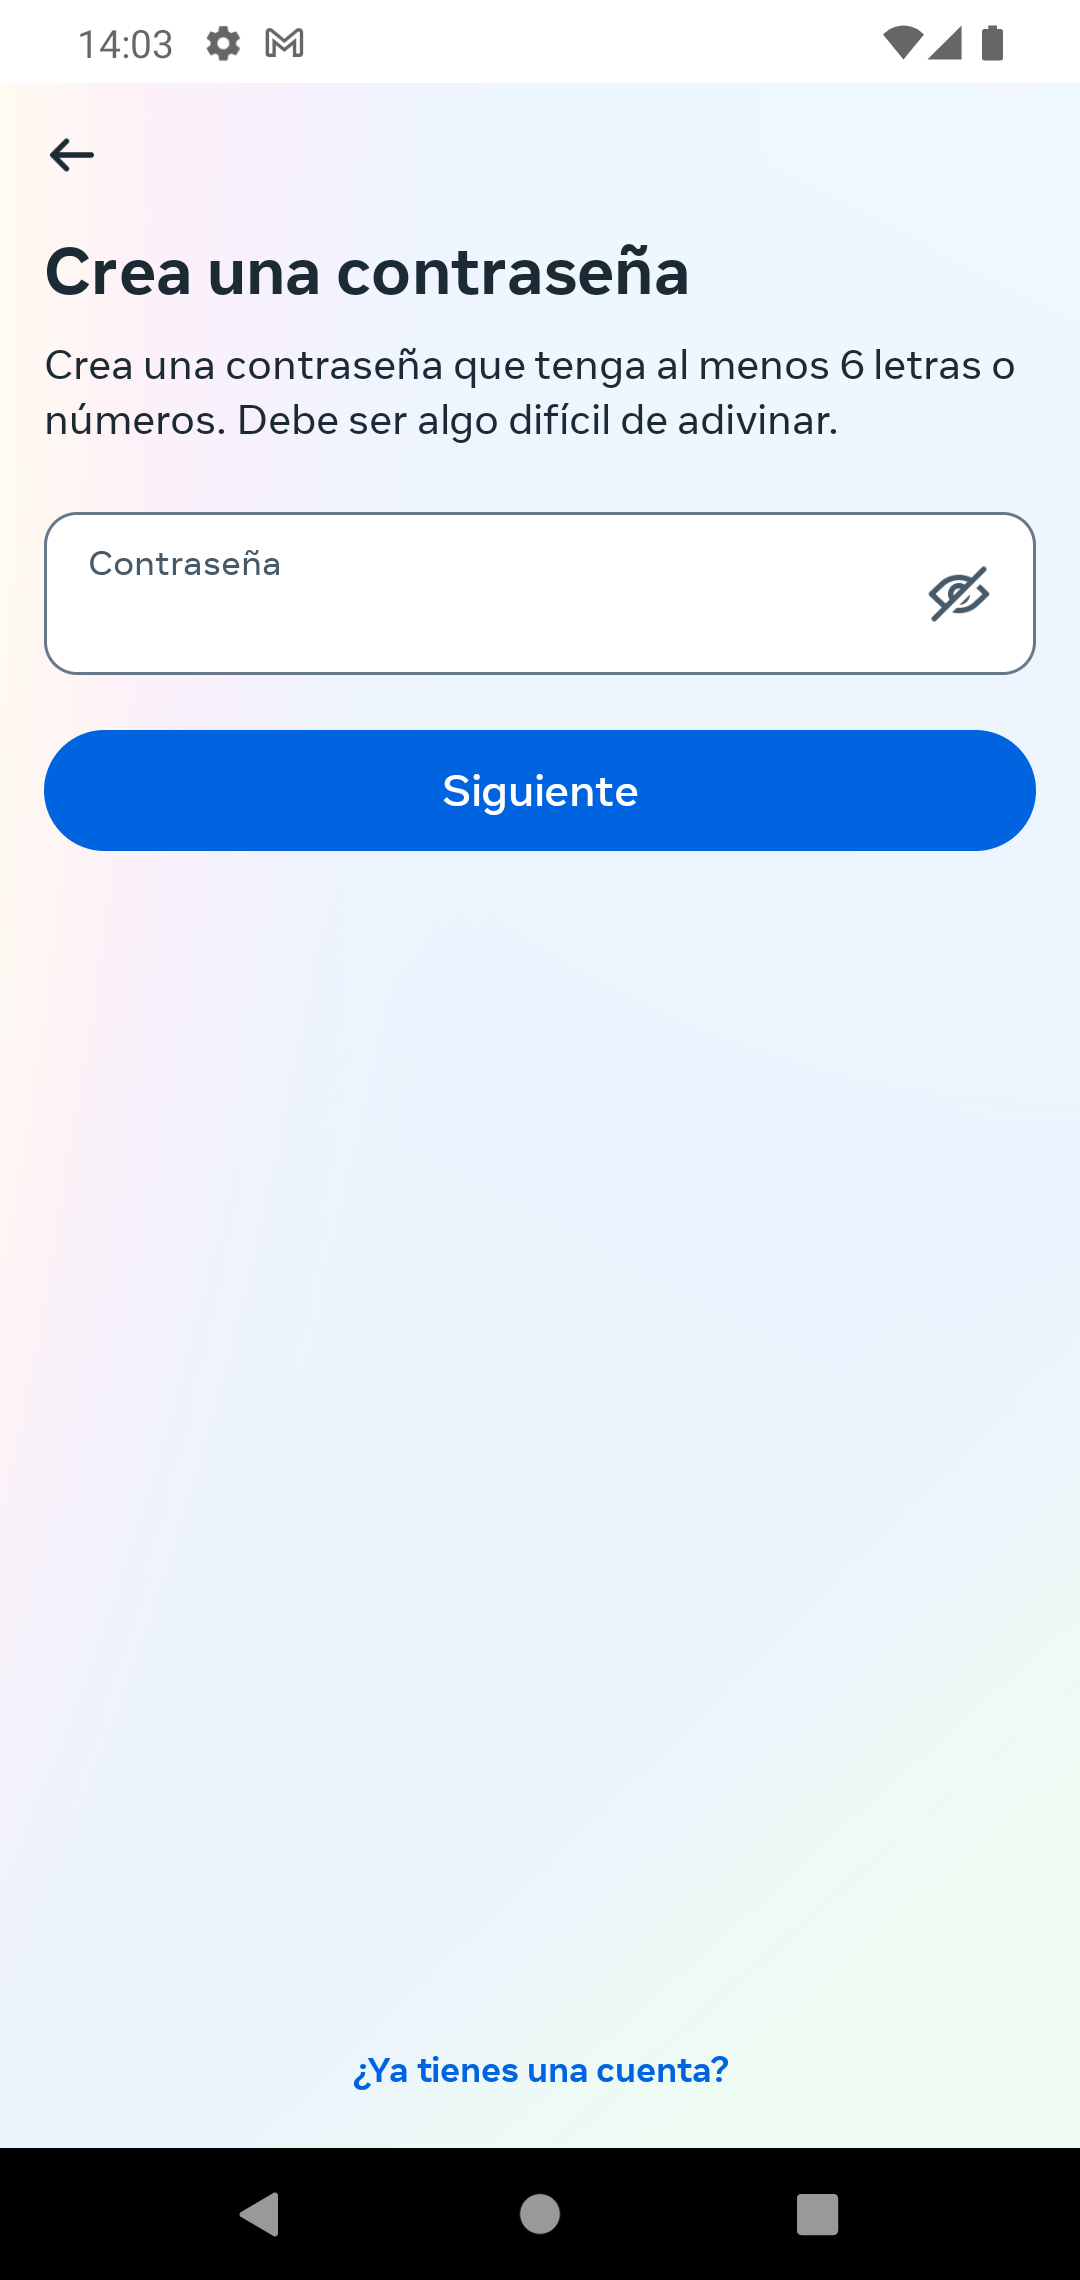 14:03
Crea una contraseña
Crea una contraseña que tenga al menos 6 letras o
números. Debe ser algo difícil de adivinar.
Contraseña
Siguiente
¿Ya tienes una cuenta?